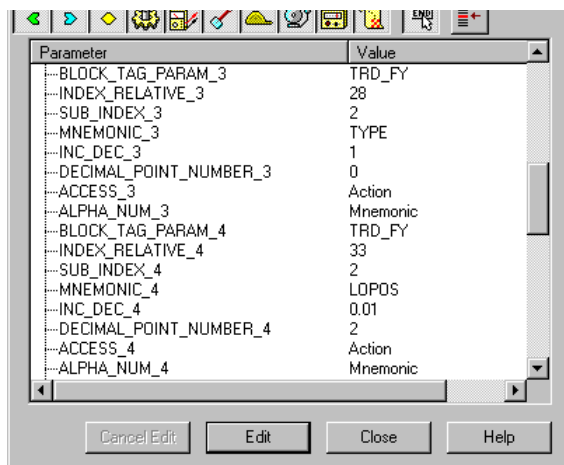 END
Parameter Value
BLOCK_TAG_PARAM_3 TRD_FY
INDEX_RELATIVE_3 28
SUB_INDEX_3 2
MNEMONIC_3 TYPE
INC_DEC_3 1
DECIMAL_POINT_NUMBER_3 0
ACCESS_3 Action
ALPHA_NUM_3 Mnemonic
BLOCK_TAG_PARAM_4 TRD_FY
INDEX_RELATIVE_4 33
SUB_INDEX_4 2
MNEMONIC_4 LOPOS
INC_DEC_4 0.01
DECIMAL_POINT_NUMBER_4 2
ACCESS_4 Action
ALPHA_NUM_4 Mnemonic
Cancel Edit Edit Close Help